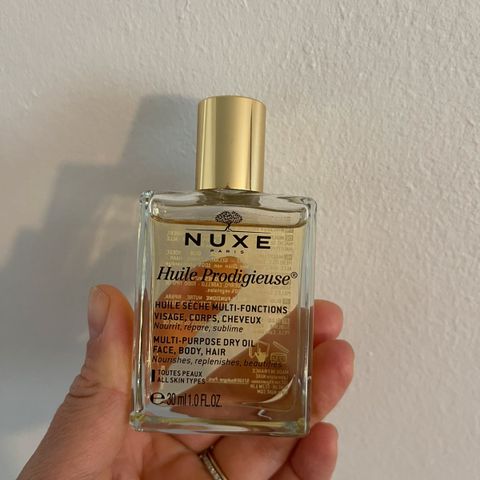 NUXE
PARIS
Huile Prodigieuse®
HUILE SÈCHE MULTI-FONCTIONS
VISAGE, CORPS, CHEVEUX
Nourrit, répare, sublime
MULTI-PURPOSE DRY OIL
FACE, BODY, HAIR
Nourishes, replenishes, beautifies
TOUTES PEAUX
ALL SKIN TYPES
℮30 ml 1.0 FL.OZ.